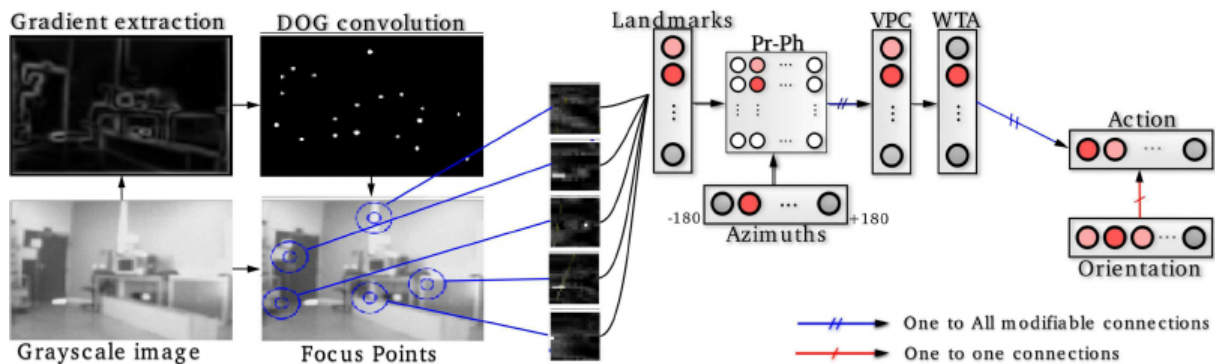 Gradient extraction
DOG convolution
Landmarks
Pr-Ph
VPC
WTA
Action
-180
+180
Azimuths
Orientation
Grayscale image
Focus Points
One to All modifiable connections
One to one connections